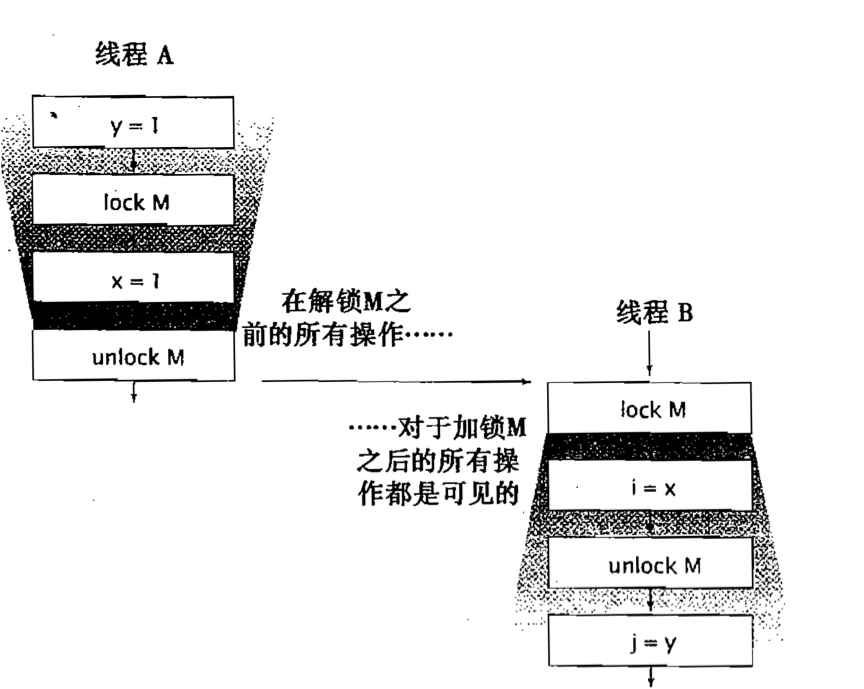 线程 A
y = 1
lock M
x = 1
unlock M
在解锁M之
前的所有操作……
线程 B
lock M
……对于加锁M
之后的所有操
作都是可见的
i = x
unlock M
j = y